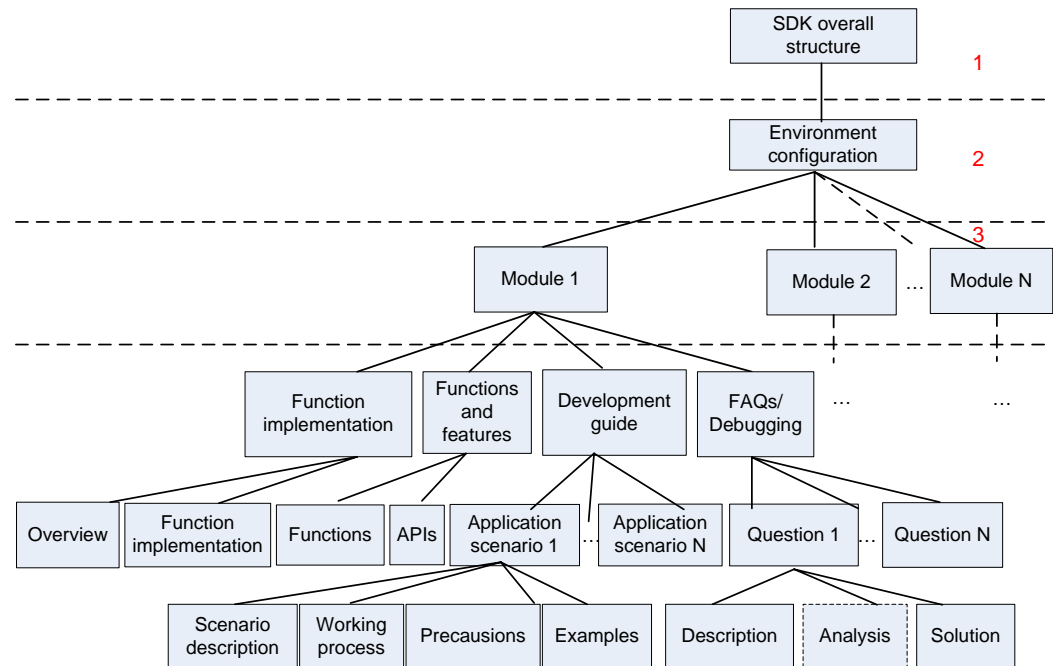 SDK overall
structure
1
Environment
configuration
2
3
Module 1
Module 2
...
Module N
Function
implementation
Functions
and
features
Development
guide
FAQs/
Debugging
...
...
Overview
Function
implementation
Functions
APIs
Application
scenario 1
...
Application
scenario N
Question 1
...
Question N
Scenario
description
Working
process
Precausions
Examples
Description
Analysis
Solution